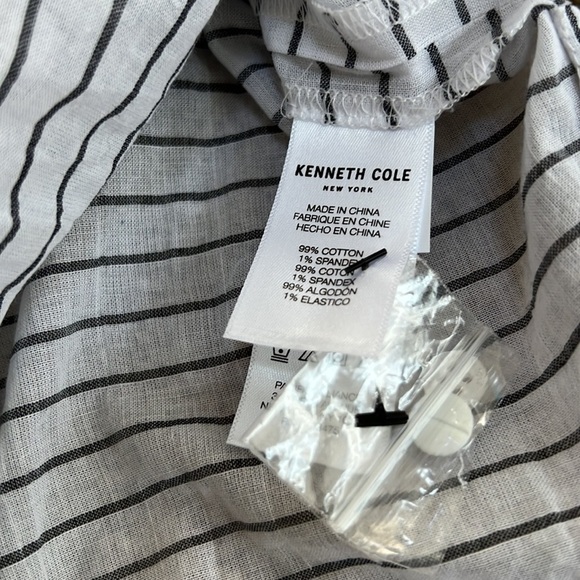 KENNETH COLE
NEW YORK
MADE IN CHINA
FABRIQUE EN CHINE
HECHO EN CHINA
99% COTTON
1% SPANDEX
99% COTON
1% SPANDEX
99% ALGODÓN
1% ELASTICO